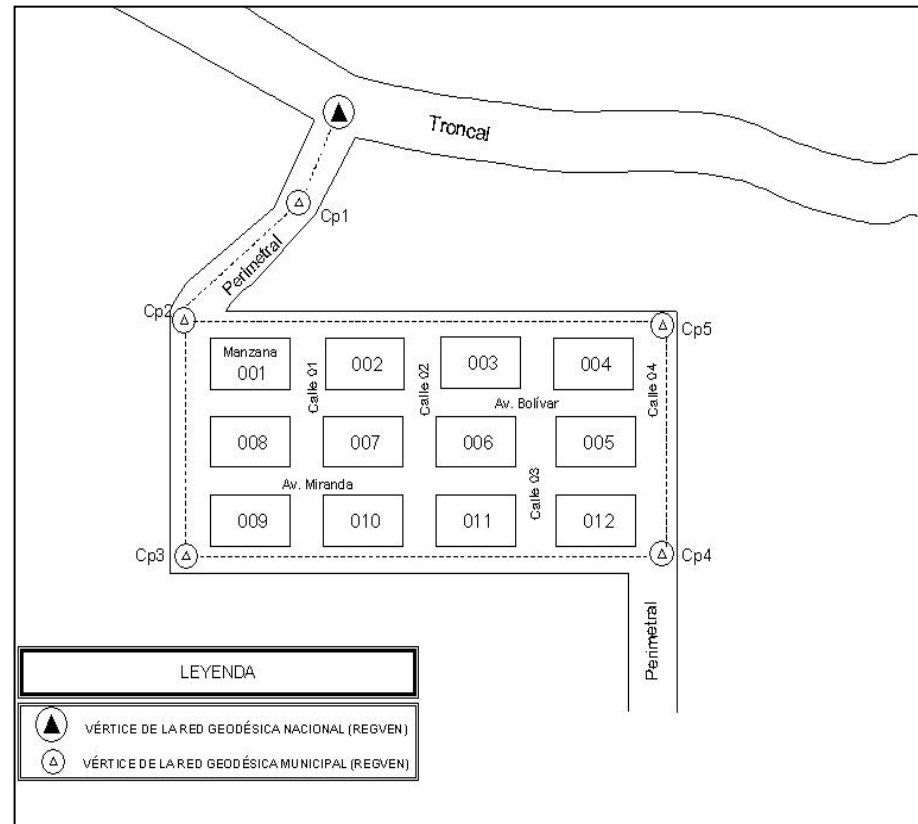 Troncal
Cp1
Perimetral
Cp2
Cp5
Manzana
001
Calle 01
002
Calle 02
003
004
Calle 04
Av. Bolívar
008
007
006
005
Av. Miranda
Calle 03
009
010
011
012
Cp3
Cp4
Perimetral
LEYENDA
VÉRTICE DE LA RED GEODÉSICA NACIONAL (REGVEN)
VÉRTICE DE LA RED GEODÉSICA MUNICIPAL (REGVEN)